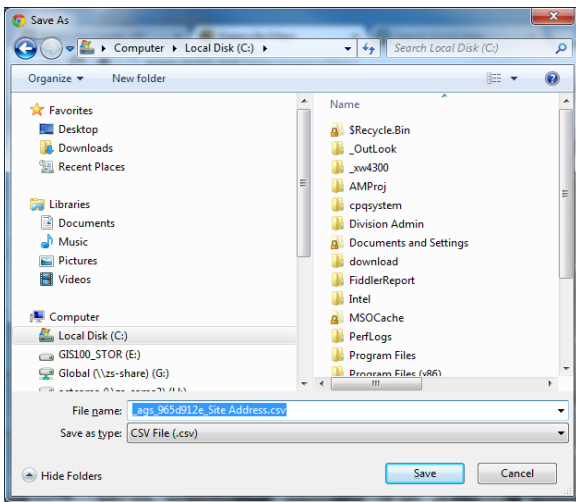 Save As
Computer Local Disk (C:)
Search Local Disk (C:)
Organize New folder
Favorites
Desktop
Downloads
Recent Places
Libraries
Documents
Music
Pictures
Videos
Computer
Local Disk (C:)
GIS100_STOR (E:)
Global (\\zs-share) (G:)
Name
$Recycle.Bin
_OutLook
_xw4300
AMProj
cpqsystem
Division Admin
Documents and Settings
download
FiddlerReport
Intel
MSOCache
PerfLogs
Program Files
Program Files (x86)
File name: _ags_965d912e_Site Address.csv
Save as type: CSV File (.csv)
Hide Folders
Save Cancel